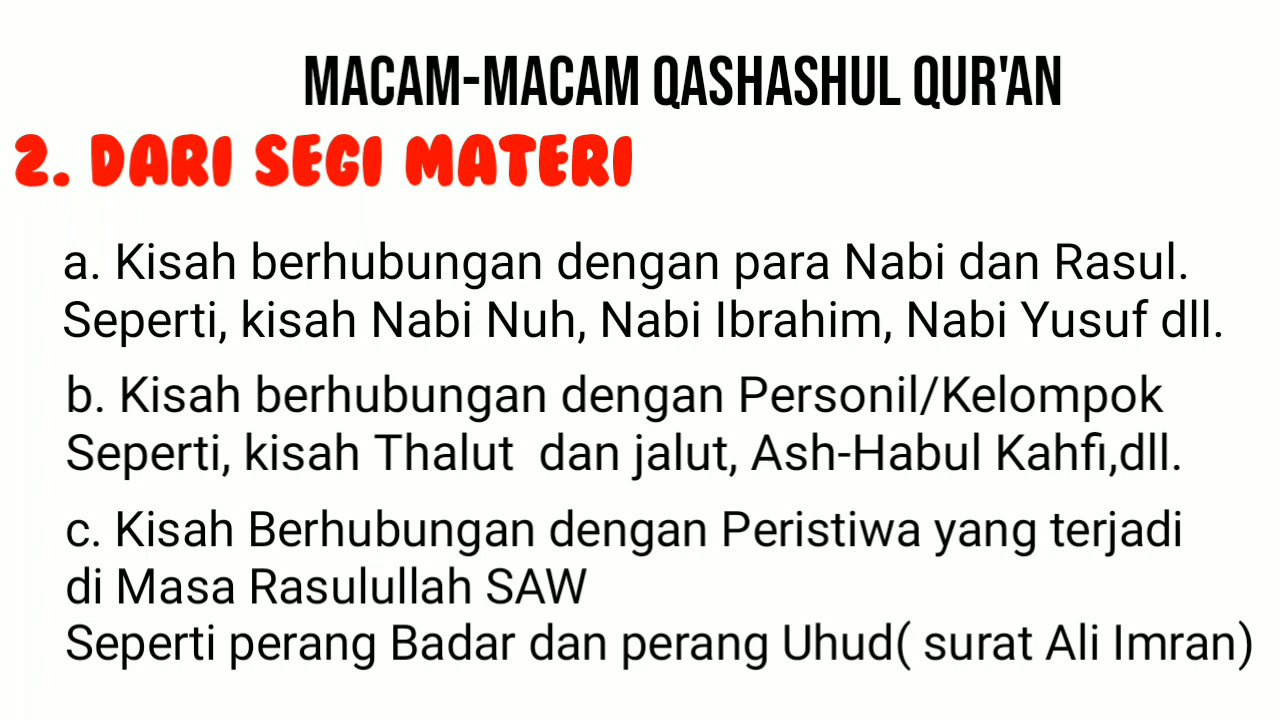 MACAM-MACAM QASHASHUL QUR'AN
2. DARI SEGI MATERI
a. Kisah berhubungan dengan para Nabi dan Rasul.
Seperti, kisah Nabi Nuh, Nabi Ibrahim, Nabi Yusuf dll.
b. Kisah berhubungan dengan Personil/Kelompok
Seperti, kisah Thalut dan jalut, Ash-Habul Kahfi,dll.
c. Kisah Berhubungan dengan Peristiwa yang terjadi
di Masa Rasulullah SAW
Seperti perang Badar dan perang Uhud( surat Ali Imran)